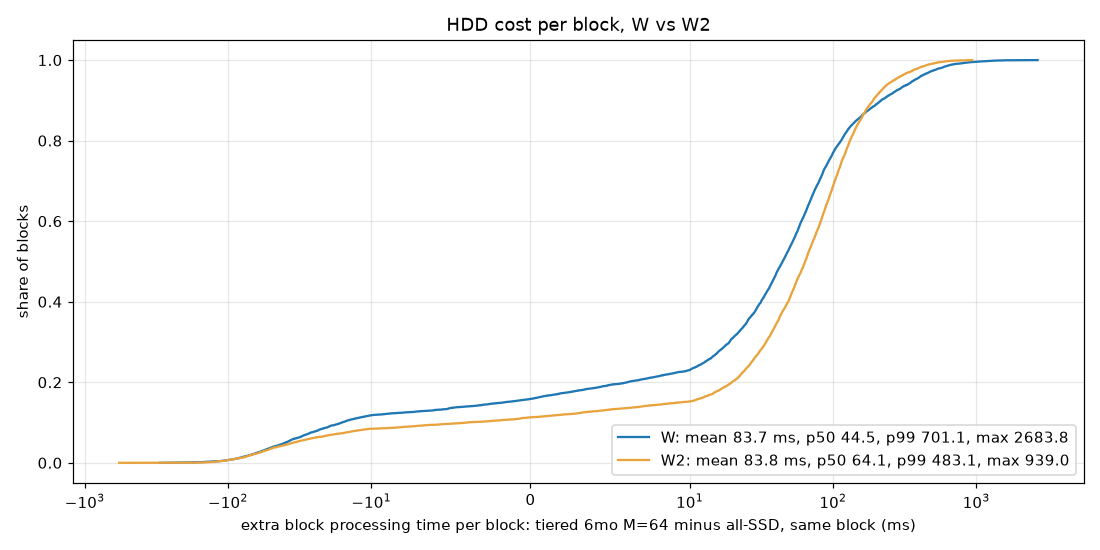 HDD cost per block, W vs W2
share of blocks
1.0
0.8
0.6
0.4
0.2
0.0
W: mean 83.7 ms, p50 44.5, p99 701.1, max 2683.8
W2: mean 83.8 ms, p50 64.1, p99 483.1, max 939.0
−10³ −10² −10¹ 0 10¹ 10² 10³
extra block processing time per block: tiered 6mo M=64 minus all-SSD, same block (ms)